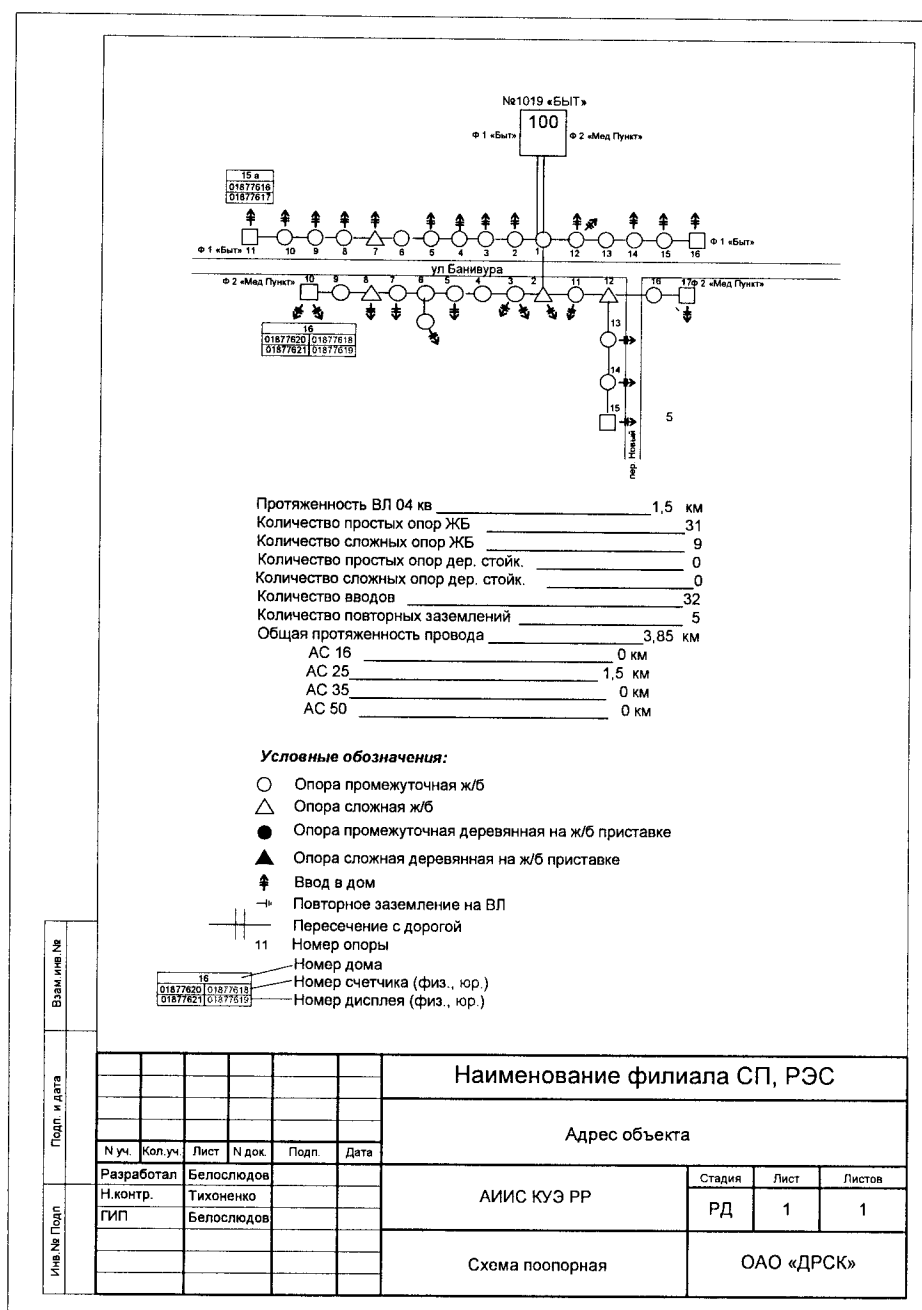 №1019 «БЫТ»
100
Ф 1 «Быт»
Ф 2 «Мед Пункт»
15 а
01877616
01877617
Ф 1 «Быт» 11 10 9 8 7 6 5 4 3 2 1 12 13 14 15 16 Ф 1 «Быт»
ул Банивура
Ф 2 «Мед Пункт» 10 9 8 7 6 5 4 3 2 11 12 16 17 Ф 2 «Мед Пункт»
16
01877620 01877618
01877621 01877619
13
14
15
5
пер. Новый
Протяженность ВЛ 04 кв 1,5 км
Количество простых опор ЖБ 31
Количество сложных опор ЖБ 9
Количество простых опор дер. стойк. 0
Количество сложных опор дер. стойк. 0
Количество вводов 32
Количество повторных заземлений 5
Общая протяженность провода 3,85 км
АС 16 0 км
АС 25 1,5 км
АС 35 0 км
АС 50 0 км
Условные обозначения:
Опора промежуточная ж/б
Опора сложная ж/б
Опора промежуточная деревянная на ж/б приставке
Опора сложная деревянная на ж/б приставке
Ввод в дом
Повторное заземление на ВЛ
Пересечение с дорогой
11 Номер опоры
Номер дома
16
01877620 01877618 Номер счетчика (физ., юр.)
01877621 01877619 Номер дисплея (физ., юр.)
Взам.инв.№
Подп. и дата
Инв.№ Подп
Наименование филиала СП, РЭС
Адрес объекта
N уч. Кол.уч. Лист N док. Подп. Дата
Разработал Белослюдов
Н.контр. Тихоненко
ГИП Белослюдов
АИИС КУЭ РР
Стадия Лист Листов
РД 1 1
Схема поопорная
ОАО «ДРСК»